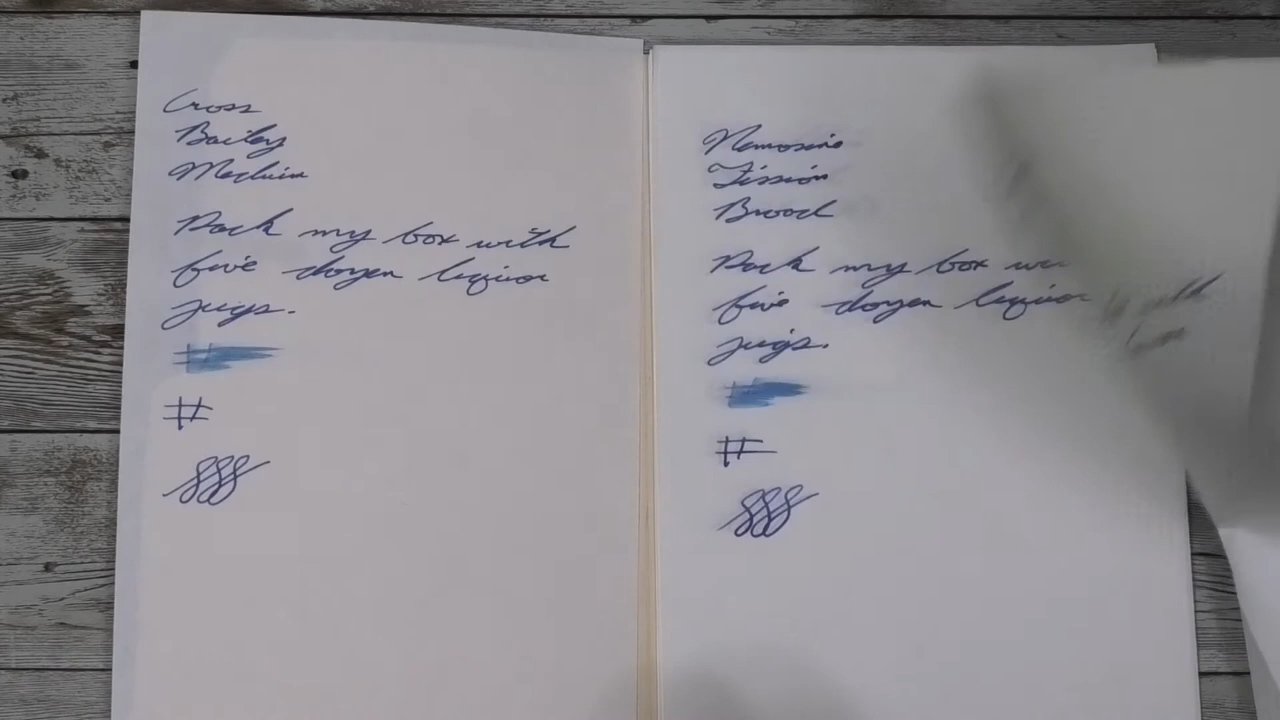 Cross
Bailey
Medium
Pack my box with
five dozen liquor
jugs.
#
Nemosine
Fission
Broad
Pack my box
five dozen liquor
jugs.
#